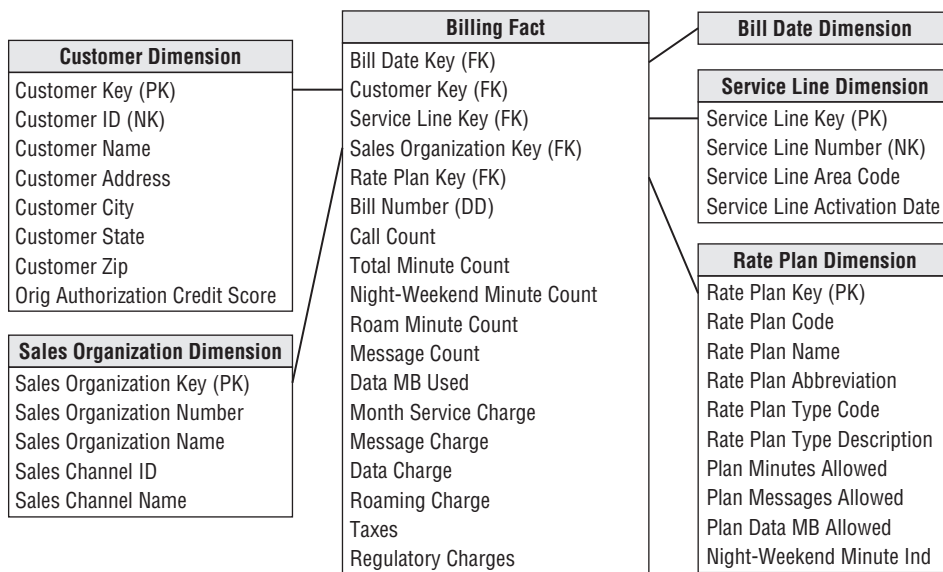 Customer Dimension
Customer Key (PK)
Customer ID (NK)
Customer Name
Customer Address
Customer City
Customer State
Customer Zip
Orig Authorization Credit Score
Sales Organization Dimension
Sales Organization Key (PK)
Sales Organization Number
Sales Organization Name
Sales Channel ID
Sales Channel Name
Billing Fact
Bill Date Key (FK)
Customer Key (FK)
Service Line Key (FK)
Sales Organization Key (FK)
Rate Plan Key (FK)
Bill Number (DD)
Call Count
Total Minute Count
Night-Weekend Minute Count
Roam Minute Count
Message Count
Data MB Used
Month Service Charge
Message Charge
Data Charge
Roaming Charge
Taxes
Regulatory Charges
Bill Date Dimension
Service Line Dimension
Service Line Key (PK)
Service Line Number (NK)
Service Line Area Code
Service Line Activation Date
Rate Plan Dimension
Rate Plan Key (PK)
Rate Plan Code
Rate Plan Name
Rate Plan Abbreviation
Rate Plan Type Code
Rate Plan Type Description
Plan Minutes Allowed
Plan Messages Allowed
Plan Data MB Allowed
Night-Weekend Minute Ind